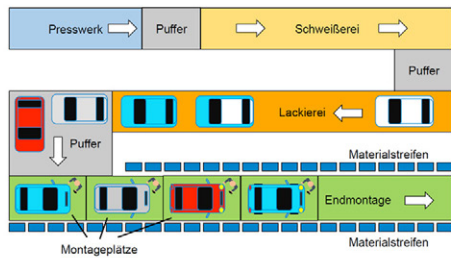 Presswerk
Puffer
Schweißerei
Puffer
Lackierei
Puffer
Materialstreifen
Endmontage
Montageplätze
Materialstreifen